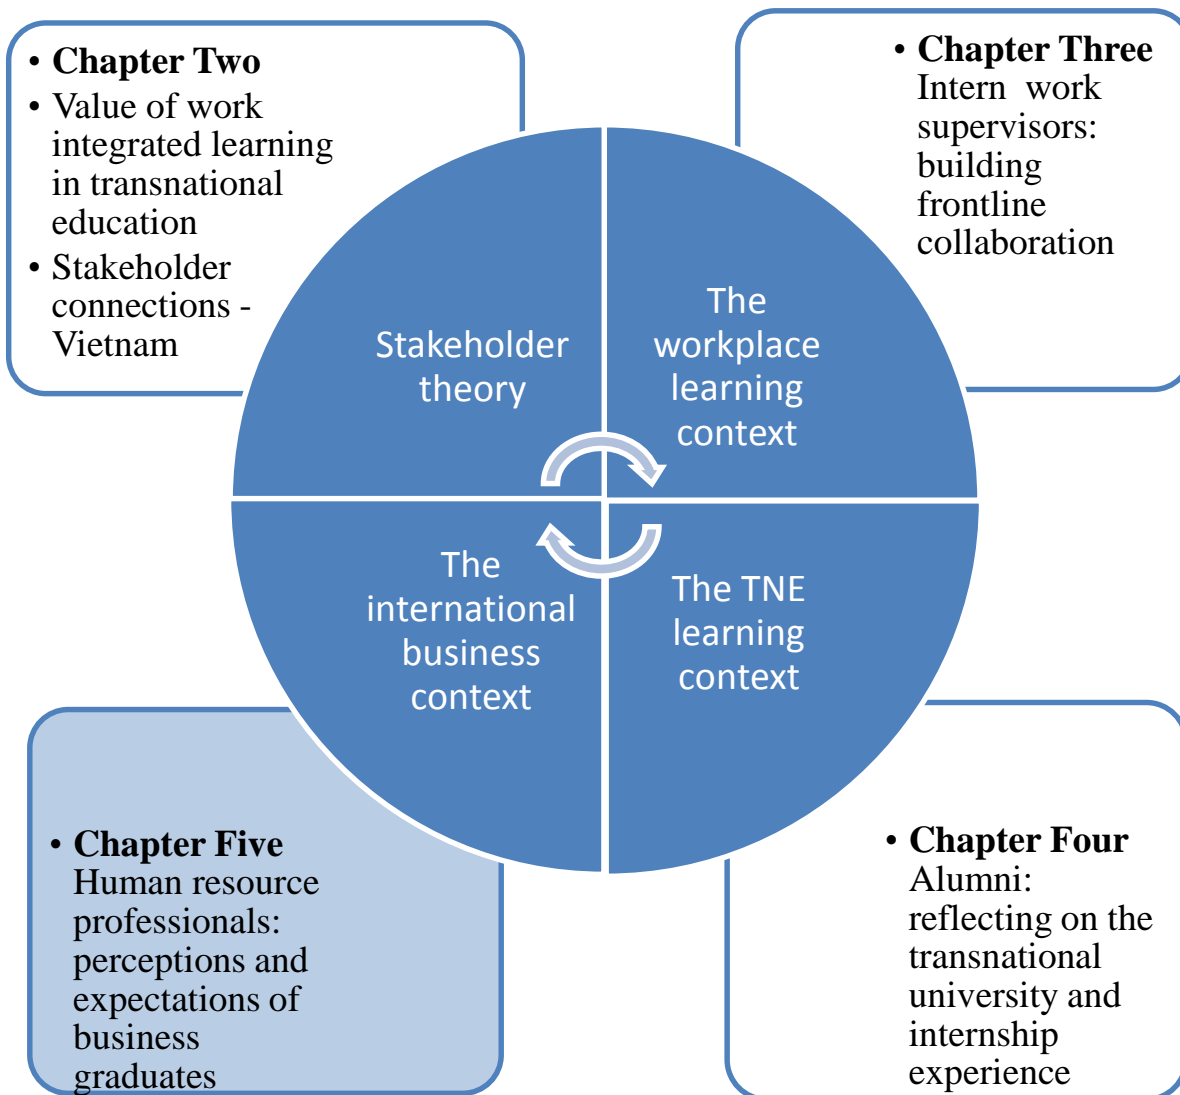 • Chapter Two
• Value of work
integrated learning
in transnational
education
• Stakeholder
connections -
Vietnam
• Chapter Three
Intern work
supervisors:
building
frontline
collaboration
Stakeholder
theory
The
workplace
learning
context
The
international
business
context
The TNE
learning
context
• Chapter Five
Human resource
professionals:
perceptions and
expectations of
business
graduates
• Chapter Four
Alumni:
reflecting on the
transnational
university and
internship
experience